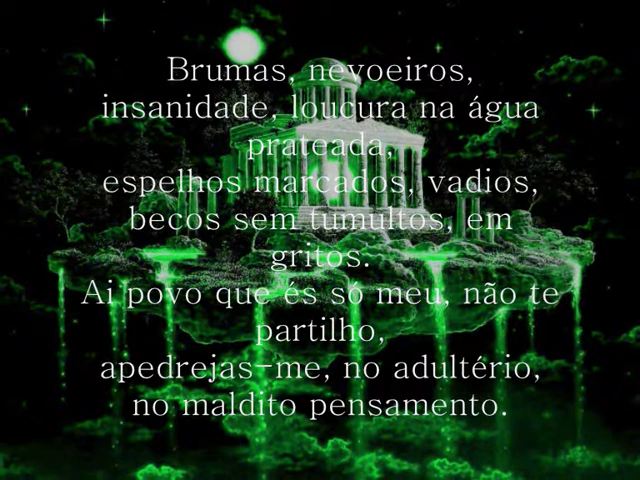 Brumas, nevoeiros,
insanidade, loucura na água
prateada,
espelhos marcados, vadios,
becos sem tumultos, em
gritos.
Ai povo que és só meu, não te
partilho,
apedrejas-me, no adultério,
no maldito pensamento.